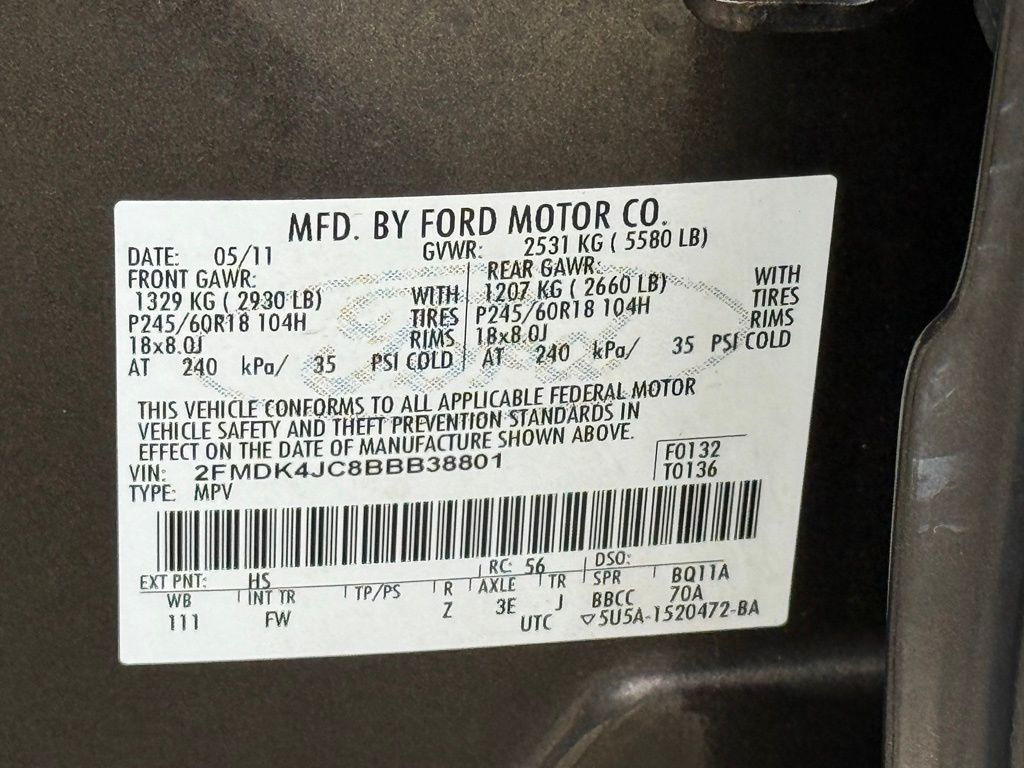 MFD. BY FORD MOTOR CO.
DATE: 05/11 GVWR: 2531 KG ( 5580 LB)
FRONT GAWR: REAR GAWR:
1329 KG ( 2930 LB) WITH 1207 KG ( 2660 LB) WITH
P245/60R18 104H TIRES P245/60R18 104H TIRES
18x8.0J RIMS 18x8.0J RIMS
AT 240 kPa/ 35 PSI COLD AT 240 kPa/ 35 PSI COLD
THIS VEHICLE CONFORMS TO ALL APPLICABLE FEDERAL MOTOR
VEHICLE SAFETY AND THEFT PREVENTION STANDARDS IN
EFFECT ON THE DATE OF MANUFACTURE SHOWN ABOVE.
VIN: 2FMDK4JC8BBB38801 F0132
TYPE: MPV T0136
EXT PNT: HS RC: 56 DSO:
WB INT TR TP/PS R AXLE TR SPR BQ11A
111 FW Z 3E J BBCC 70A
UTC ▽5U5A-1520472-BA